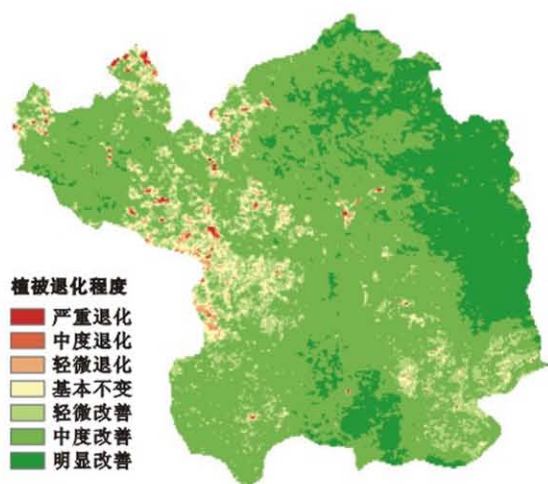 植被退化程度
严重退化
中度退化
轻微退化
基本不变
轻微改善
中度改善
明显改善